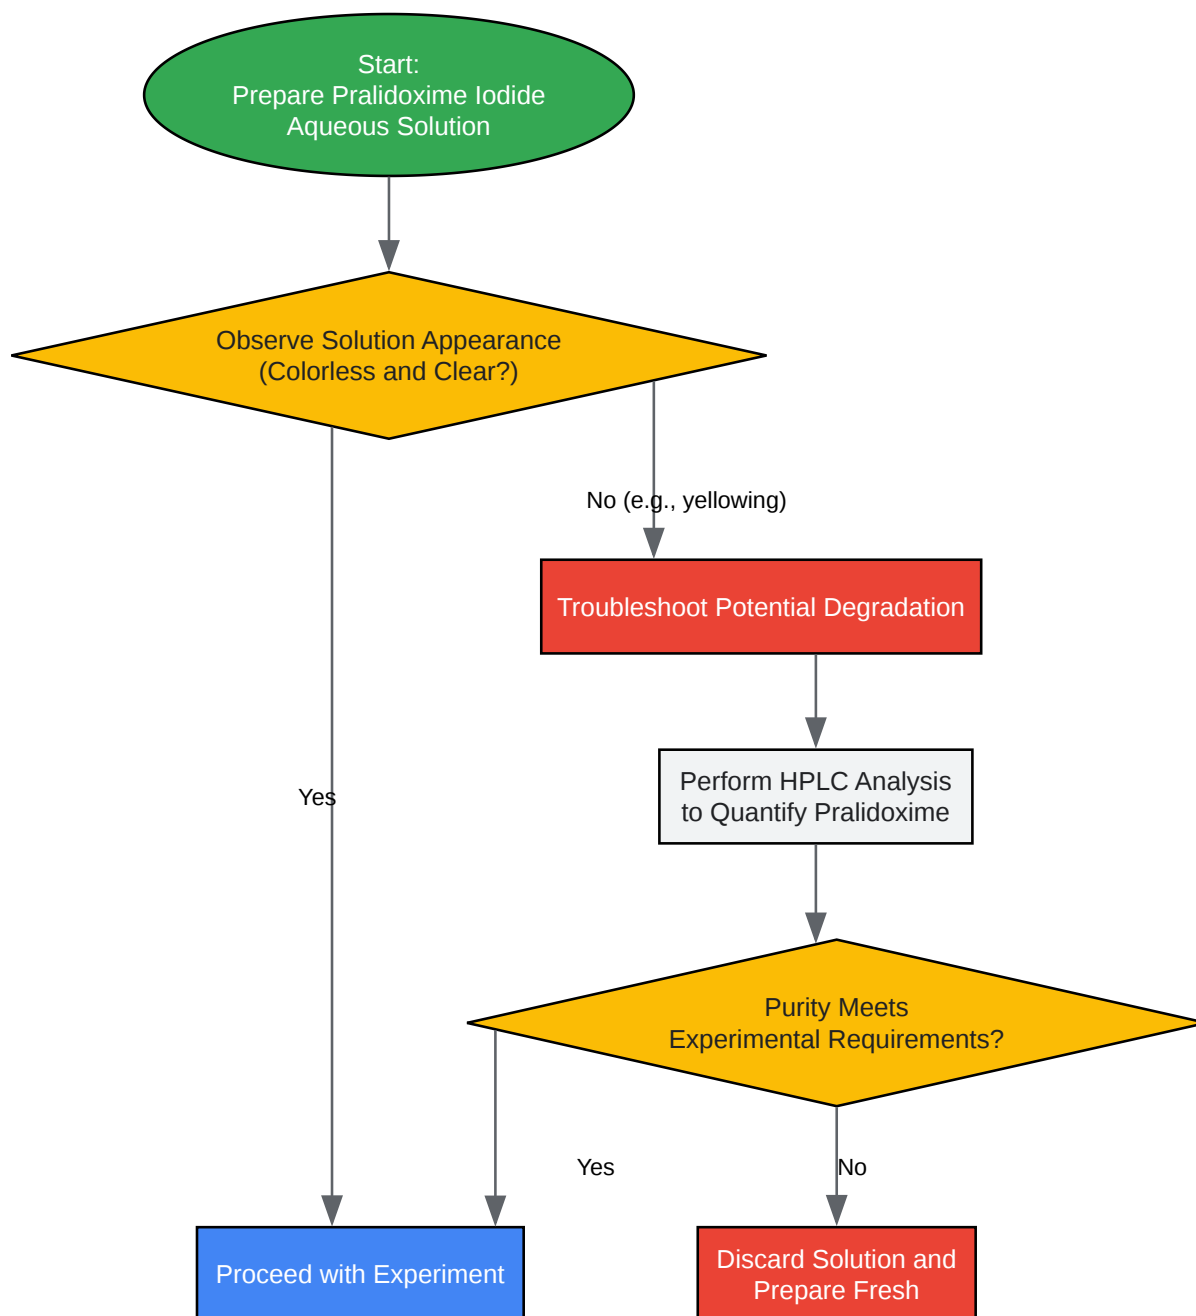 Start:
Prepare Pralidoxime Iodide
Aqueous Solution
Observe Solution Appearance
(Colorless and Clear?)
No (e.g., yellowing)
Troubleshoot Potential Degradation
Perform HPLC Analysis
to Quantify Pralidoxime
Yes
Purity Meets
Experimental Requirements?
Yes
No
Proceed with Experiment
Discard Solution and
Prepare Fresh